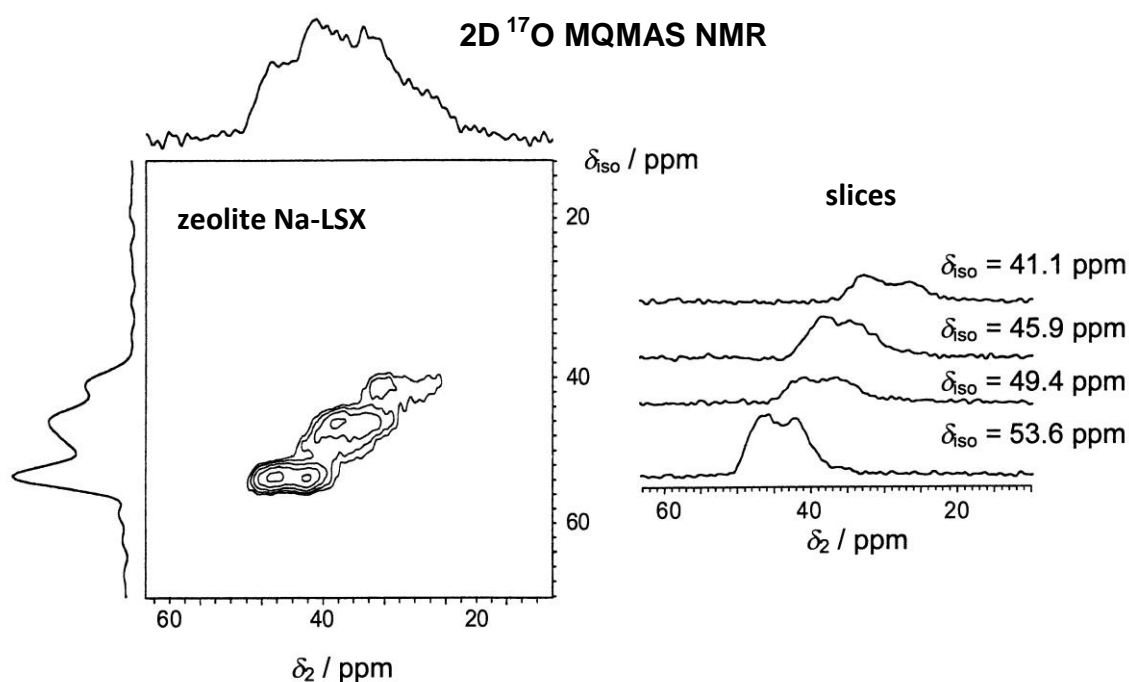 2D ¹⁷O MQMAS NMR
δiso / ppm
zeolite Na-LSX
20
40
60
60 40 20
δ2 / ppm
slices
δiso = 41.1 ppm
δiso = 45.9 ppm
δiso = 49.4 ppm
δiso = 53.6 ppm
60 40 20
δ2 / ppm